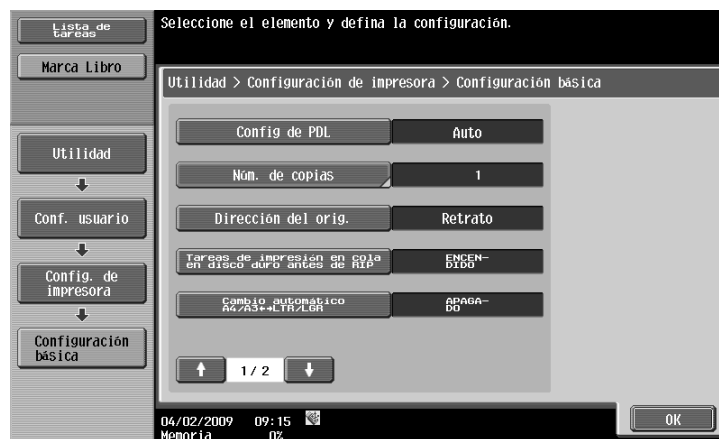 Lista de
tareas
Seleccione el elemento y defina la configuración.
Marca Libro
Utilidad > Configuración de impresora > Configuración básica
Utilidad
Conf. usuario
Config. de
impresora
Configuración
básica
Config de PDL
Auto
Núm. de copias
1
Dirección del orig.
Retrato
Tareas de impresión en cola
en disco duro antes de RIP
ENCEN-
DIDO
Cambio automático
A4/A3↔LTR/LGR
APAGA-
DO
1/ 2
04/02/2009 09:15
Memoria 0%
OK